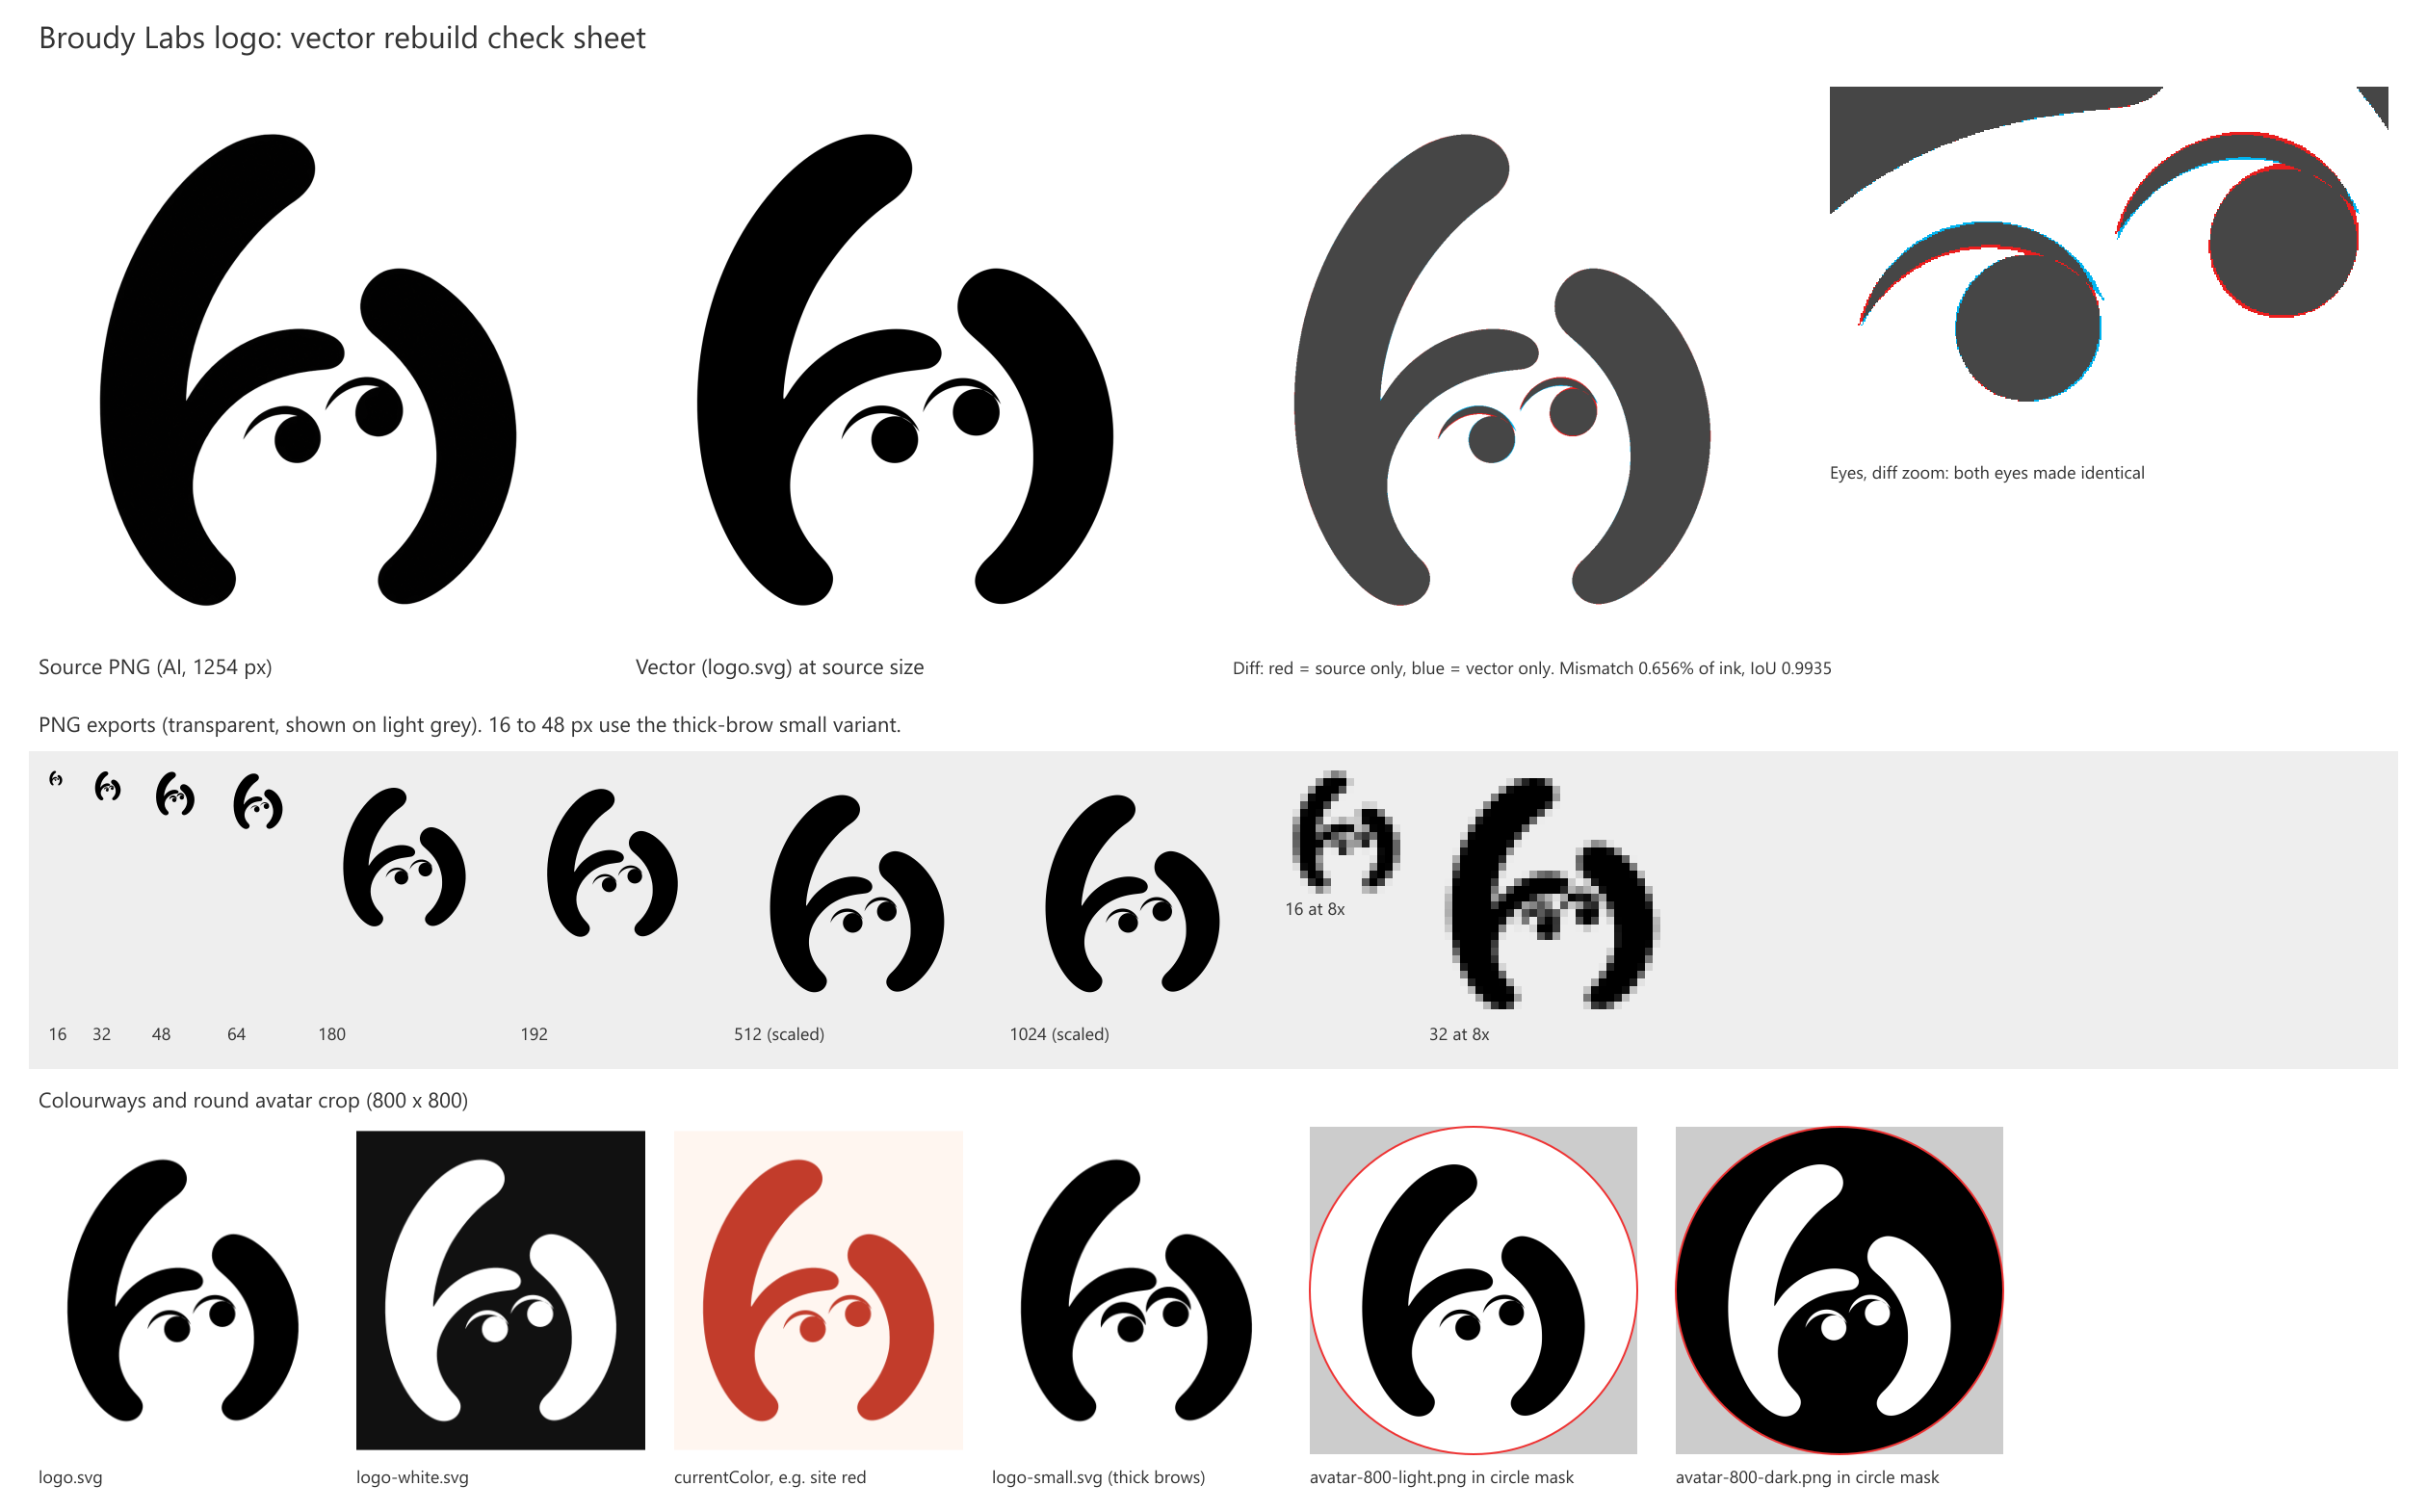 Broudy Labs logo: vector rebuild check sheet
Eyes, diff zoom: both eyes made identical
Source PNG (AI, 1254 px)
Vector (logo.svg) at source size
Diff: red = source only, blue = vector only. Mismatch 0.656% of ink, IoU 0.9935
PNG exports (transparent, shown on light grey). 16 to 48 px use the thick-brow small variant.
16 at 8x
16
32
48
64
180
192
512 (scaled)
1024 (scaled)
32 at 8x
Colourways and round avatar crop (800 x 800)
logo.svg
logo-white.svg
currentColor, e.g. site red
logo-small.svg (thick brows)
avatar-800-light.png in circle mask
avatar-800-dark.png in circle mask